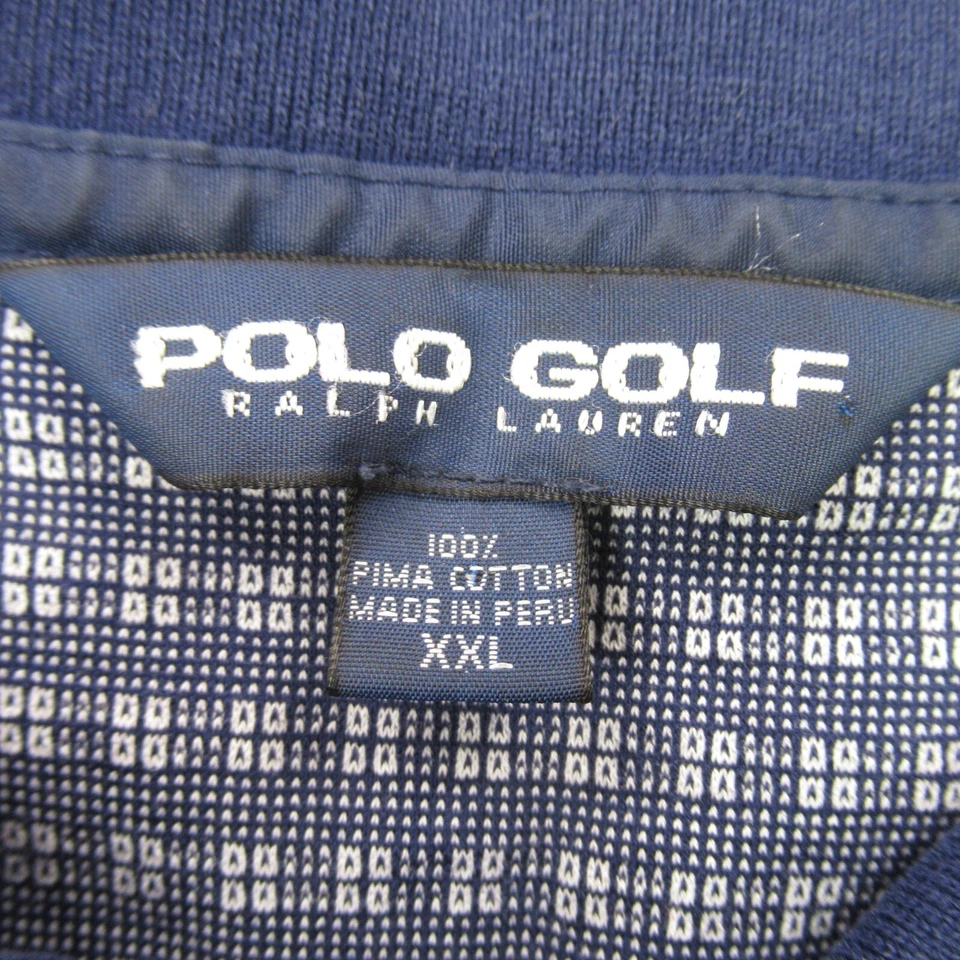 POLO GOLF
RALPH LAUREN
100%
PIMA COTTON
MADE IN PERU
XXL